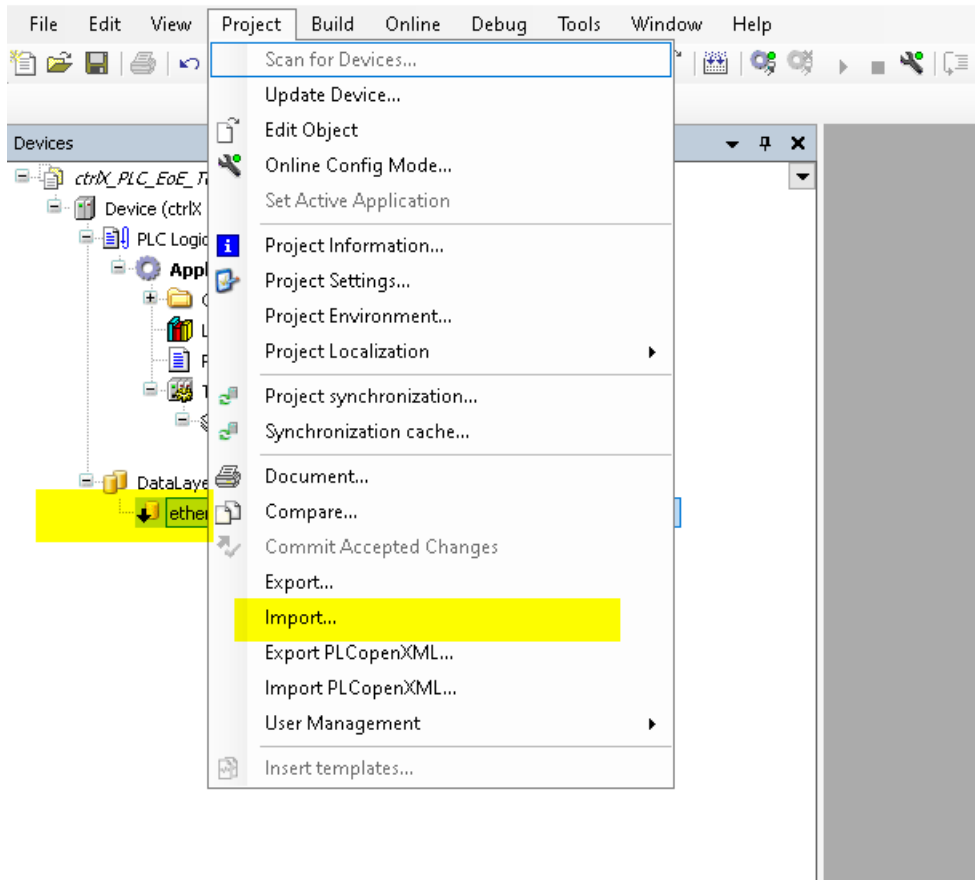 File Edit View Project Build Online Debug Tools Window Help
Scan for Devices...
Update Device...
Edit Object
Online Config Mode...
Set Active Application
Project Information...
Project Settings...
Project Environment...
Project Localization
Project synchronization...
Synchronization cache...
Document...
Compare...
Commit Accepted Changes
Export...
Import...
Export PLCopenXML...
Import PLCopenXML...
User Management
Insert templates...
Devices
ctrlX_PLC_EoE_T
Device (ctrlX
PLC Logic
Appl
DataLaye
ether